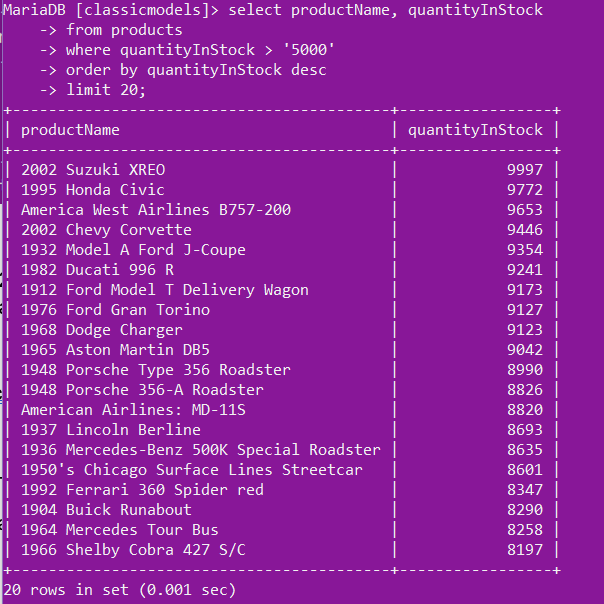 MariaDB [classicmodels]> select productName, quantityInStock
    -> from products
    -> where quantityInStock > '5000'
    -> order by quantityInStock desc
    -> limit 20;
+------------------------------------------+-----------------+
| productName                              | quantityInStock |
+------------------------------------------+-----------------+
| 2002 Suzuki XREO                         |            9997 |
| 1995 Honda Civic                         |            9772 |
| America West Airlines B757-200           |            9653 |
| 2002 Chevy Corvette                      |            9446 |
| 1932 Model A Ford J-Coupe                |            9354 |
| 1982 Ducati 996 R                        |            9241 |
| 1912 Ford Model T Delivery Wagon         |            9173 |
| 1976 Ford Gran Torino                    |            9127 |
| 1968 Dodge Charger                       |            9123 |
| 1965 Aston Martin DB5                    |            9042 |
| 1948 Porsche Type 356 Roadster           |            8990 |
| 1948 Porsche 356-A Roadster              |            8826 |
| American Airlines: MD-11S                |            8820 |
| 1937 Lincoln Berline                     |            8693 |
| 1936 Mercedes-Benz 500K Special Roadster |            8635 |
| 1950's Chicago Surface Lines Streetcar   |            8601 |
| 1992 Ferrari 360 Spider red              |            8347 |
| 1904 Buick Runabout                      |            8290 |
| 1964 Mercedes Tour Bus                   |            8258 |
| 1966 Shelby Cobra 427 S/C                |            8197 |
+------------------------------------------+-----------------+
20 rows in set (0.001 sec)